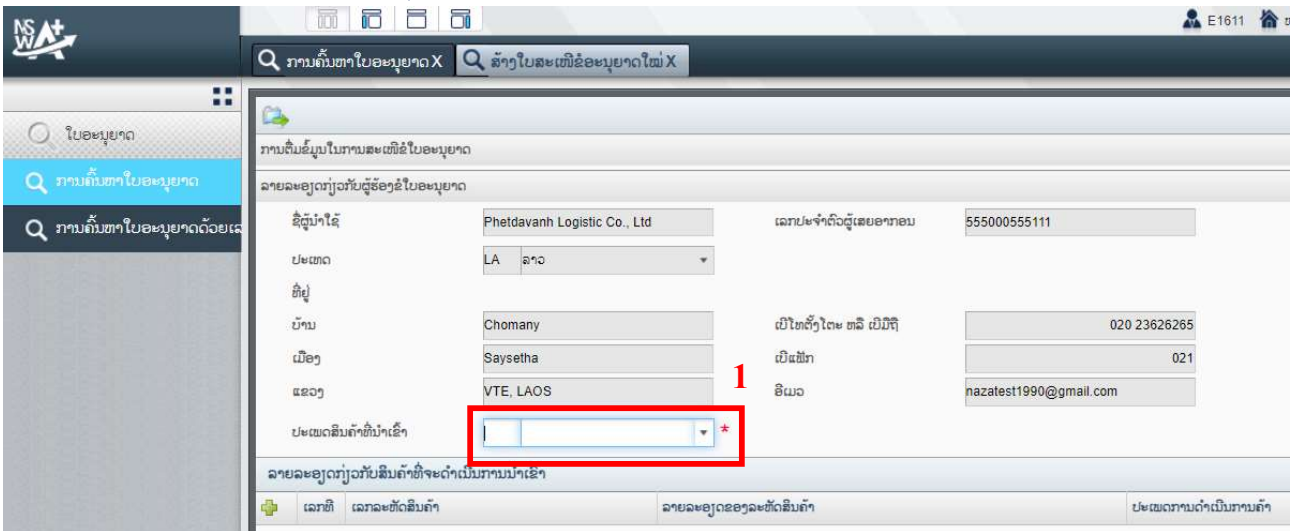 NSW A+
E1611
ການຄົ້ນຫາໃບອະນຸຍາດ X
ສ້າງໃບສະເໜີຂໍອະນຸຍາດໃໝ່ X
ໃບອະນຸຍາດ
ການຄົ້ນຫາໃບອະນຸຍາດ
ການຄົ້ນຫາໃບອະນຸຍາດດ້ວຍເລ
ການຕື່ມຂໍ້ມູນໃນການສະເໜີຂໍໃບອະນຸຍາດ
ລາຍລະອຽດກ່ຽວກັບຜູ້ຮ້ອງຂໍໃບອະນຸຍາດ
ຊື່ຜູ້ນຳໃຊ້ Phetdavanh Logistic Co., Ltd ເລກປະຈຳຕົວຜູ້ເສຍອາກອນ 555000555111
ປະເທດ LA ລາວ
ທີ່ຢູ່
ບ້ານ Chomany ເບີໂທຕັ້ງໂຕະ ຫລື ເບີມືຖື 020 23626265
ເມືອງ Saysetha ເບີແຟັກ 021
ແຂວງ VTE, LAOS 1 ອີເມວ nazatest1990@gmail.com
ປະເພດສິນຄ້າທີ່ນຳເຂົ້າ *
ລາຍລະອຽດກ່ຽວກັບສິນຄ້າທີ່ຈະດຳເນີນການນຳເຂົ້າ
ເລກທີ ເລກລະຫັດສິນຄ້າ ລາຍລະອຽດຂອງລະຫັດສິນຄ້າ ປະເພດການດຳເນີນການຄ້າ